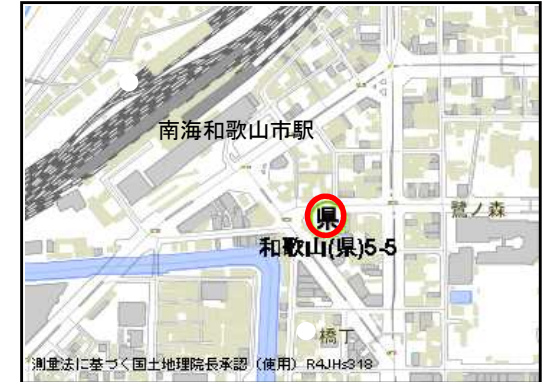 南海和歌山市駅
県
鷺ノ森
和歌山(県)5-5
橋丁
測量法に基づく国土地理院長承認（使用）R4JHs318